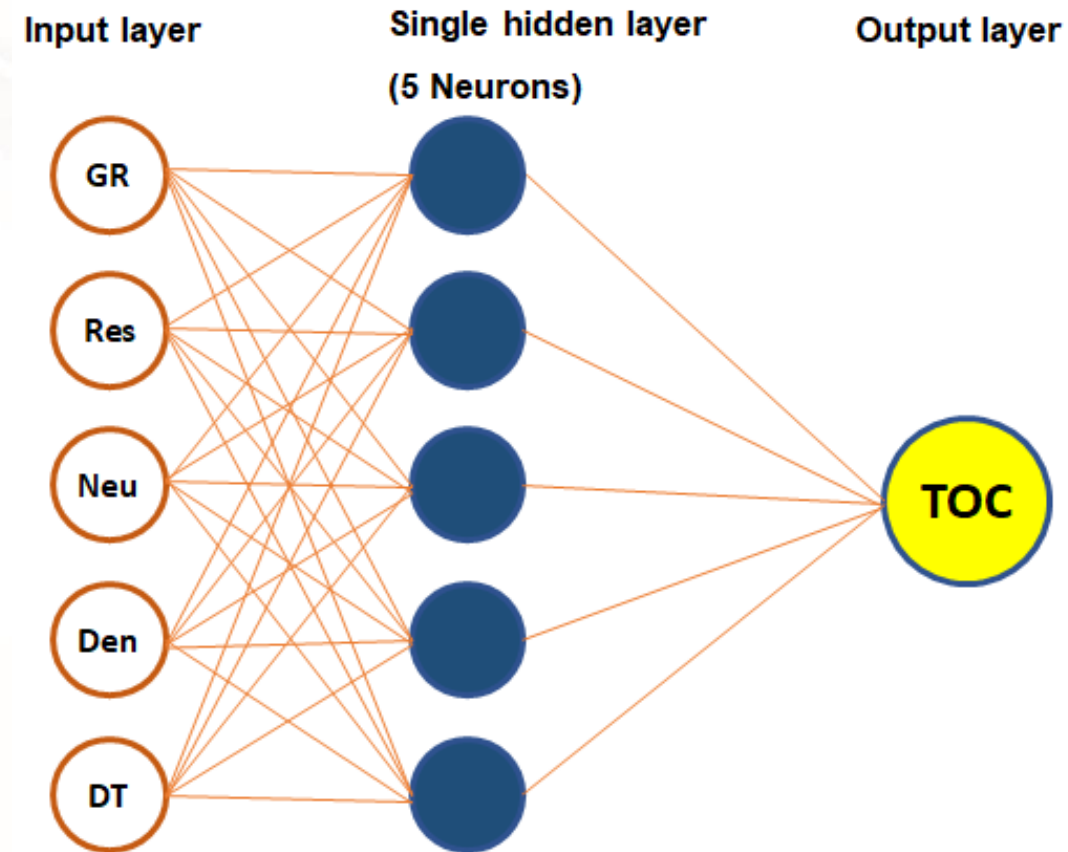 Input layer
Single hidden layer
(5 Neurons)
Output layer
GR
Res
Neu
Den
DT
TOC